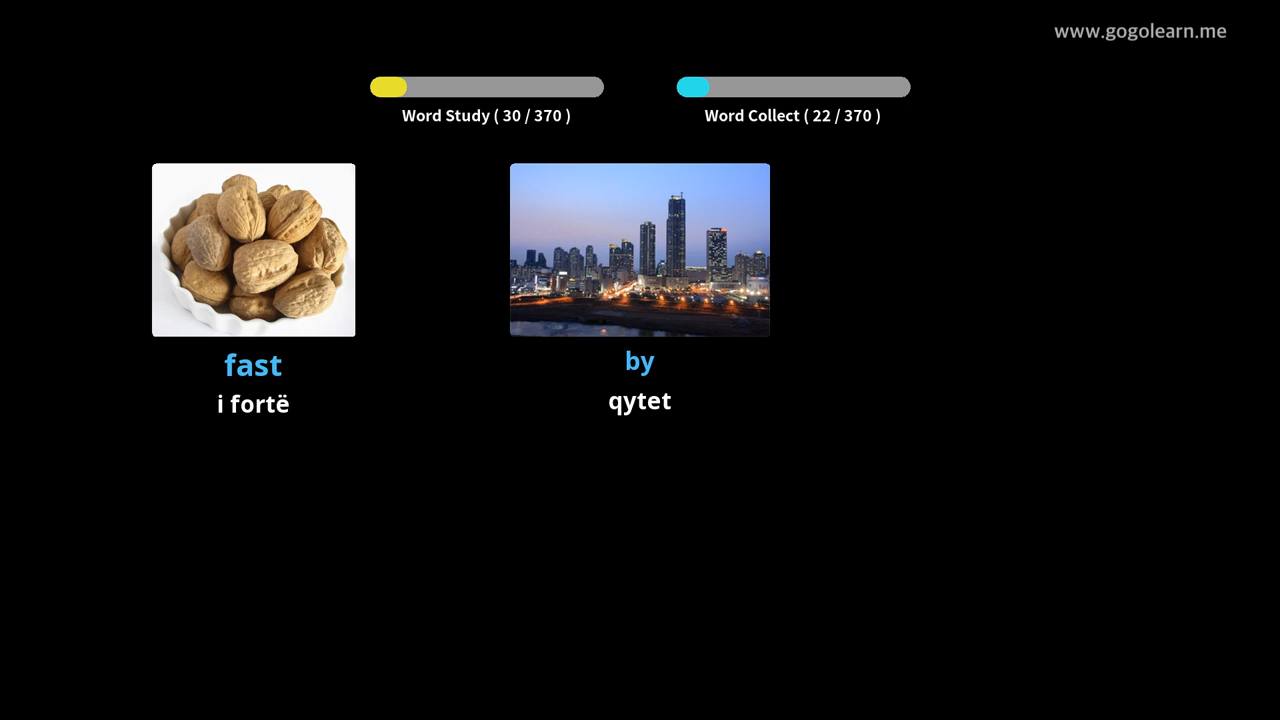 www.gogolearn.me
Word Study ( 30 / 370 )
Word Collect ( 22 / 370 )
fast
i fortë
by
qytet